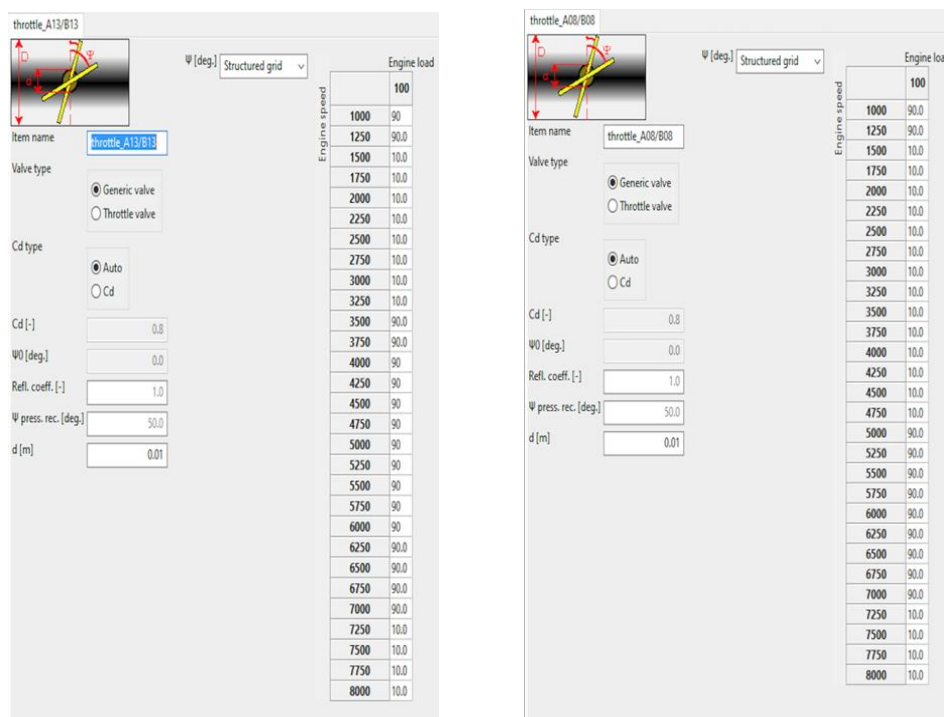 throttle_A13/B13
D
Ψ
d
Ψ [deg.] Structured grid
Engine load
100
Engine speed
1000 90
1250 90.0
1500 10.0
1750 10.0
2000 10.0
2250 10.0
2500 10.0
2750 10.0
3000 10.0
3250 10.0
3500 90.0
3750 90.0
4000 90
4250 90
4500 90
4750 90
5000 90
5250 90
5500 90
5750 90
6000 90
6250 90.0
6500 90.0
6750 90.0
7000 90.0
7250 10.0
7500 10.0
7750 10.0
8000 10.0
Item name throttle_A13/B13
Valve type
Generic valve
Throttle valve
Cd type
Auto
Cd
Cd [-] 0.8
Ψ0 [deg.] 0.0
Refl. coeff. [-] 1.0
Ψ press. rec. [deg.] 50.0
d [m] 0.01
throttle_A08/B08
D
Ψ
d
Ψ [deg.] Structured grid
Engine loa
100
Engine speed
1000 90.0
1250 90.0
1500 10.0
1750 10.0
2000 10.0
2250 10.0
2500 10.0
2750 10.0
3000 10.0
3250 10.0
3500 10.0
3750 10.0
4000 10.0
4250 10.0
4500 10.0
4750 10.0
5000 90.0
5250 90.0
5500 90.0
5750 90.0
6000 90.0
6250 90.0
6500 90.0
6750 90.0
7000 90.0
7250 10.0
7500 10.0
7750 10.0
8000 10.0
Item name throttle_A08/B08
Valve type
Generic valve
Throttle valve
Cd type
Auto
Cd
Cd [-] 0.8
Ψ0 [deg.] 0.0
Refl. coeff. [-] 1.0
Ψ press. rec. [deg.] 50.0
d [m] 0.01